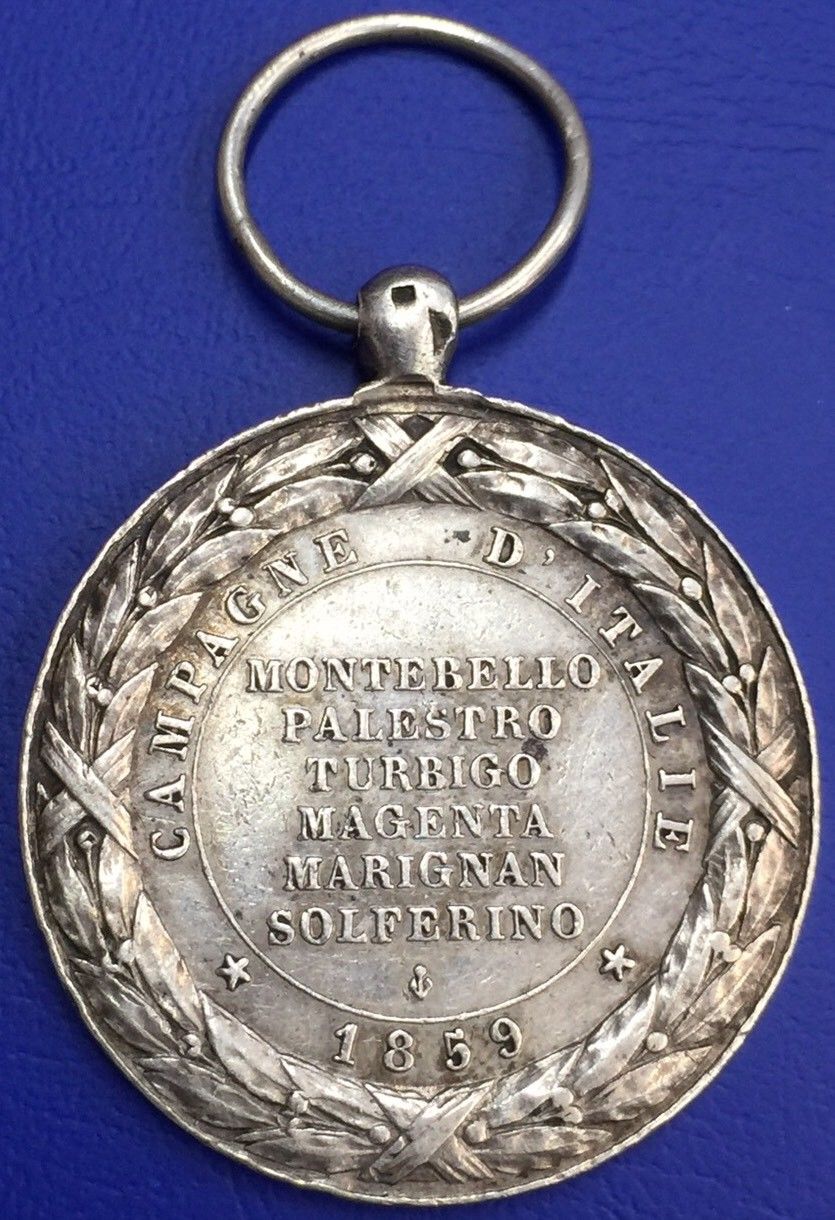 CAMPAGNE D'ITALIE
MONTEBELLO
PALESTRO
TURBIGO
MAGENTA
MARIGNAN
SOLFERINO
1859